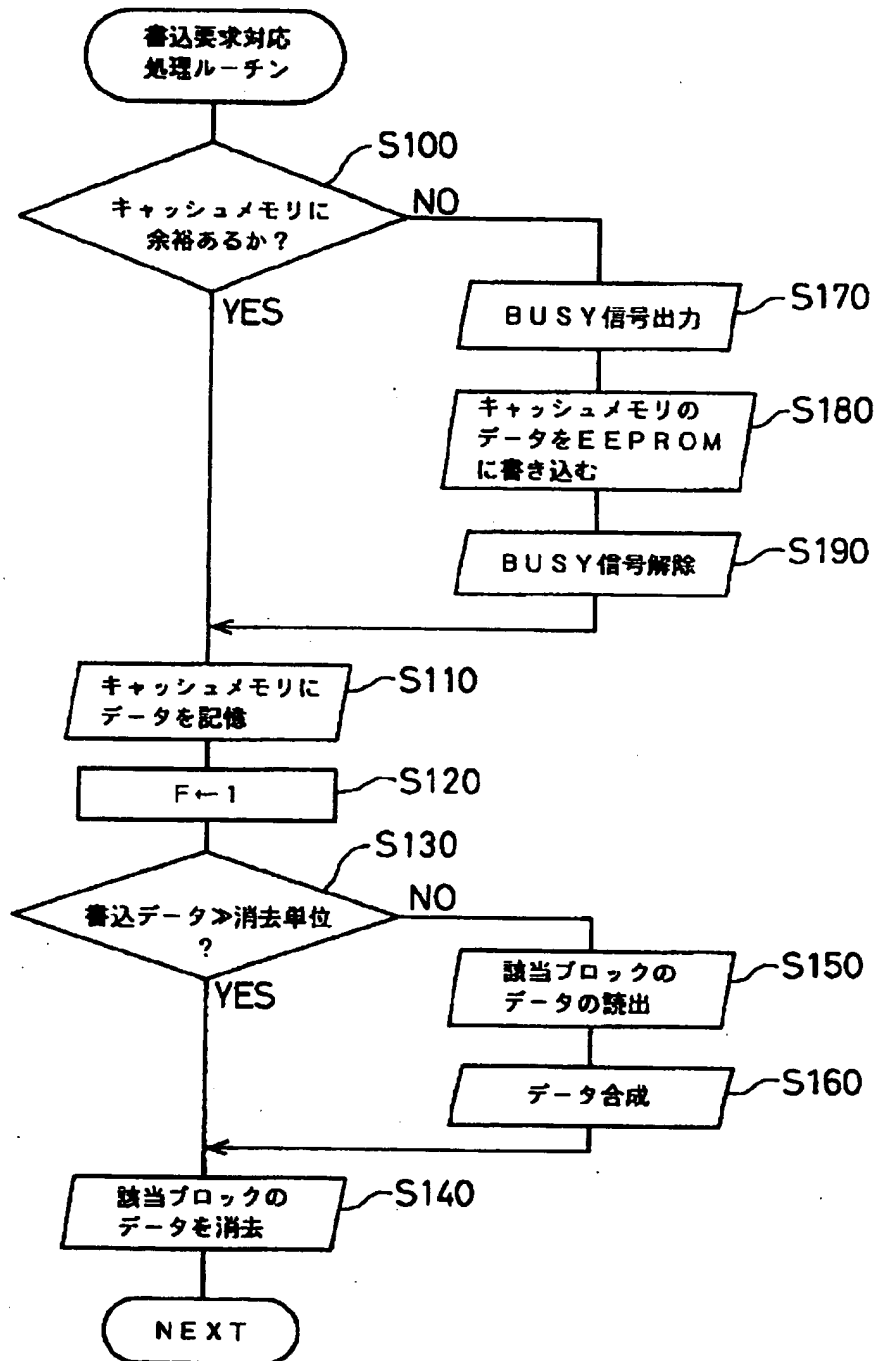 書込要求対応
処理ルーチン
S100
キャッシュメモリに
余裕あるか?
NO
YES
BUSY信号出力
S170
キャッシュメモリの
データをEEPROM
に書き込む
S180
BUSY信号解除
S190
キャッシュメモリに
データを記憶
S110
F←1
S120
S130
書込データ≫消去単位
?
NO
YES
該当ブロックの
データの読出
S150
データ合成
S160
該当ブロックの
データを消去
S140
NEXT